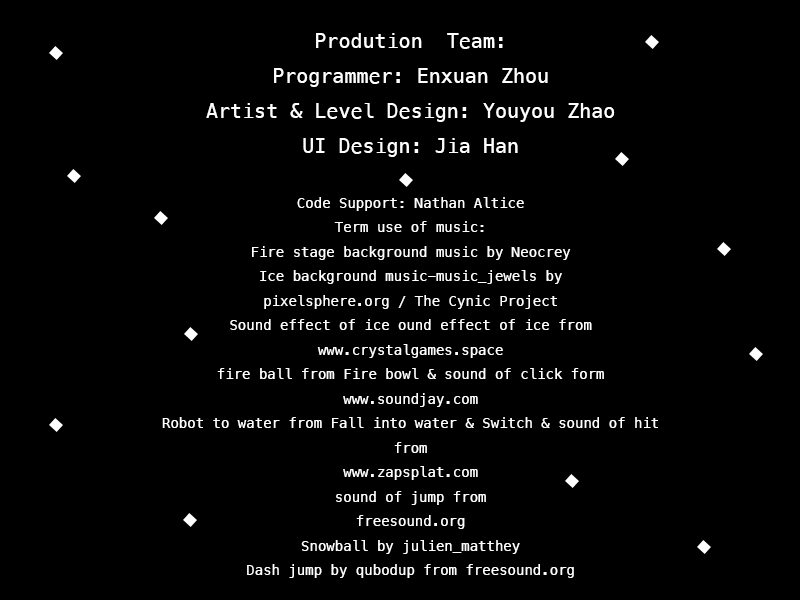 Prodution  Team:
Programmer: Enxuan Zhou
Artist & Level Design: Youyou Zhao
UI Design: Jia Han
Code Support: Nathan Altice
Term use of music:
Fire stage background music by Neocrey
Ice background music—music_jewels by
pixelsphere.org / The Cynic Project
Sound effect of ice ound effect of ice from
www.crystalgames.space
fire ball from Fire bowl & sound of click form
www.soundjay.com
Robot to water from Fall into water & Switch & sound of hit
from
www.zapsplat.com
sound of jump from
freesound.org
Snowball by julien_matthey
Dash jump by qubodup from freesound.org